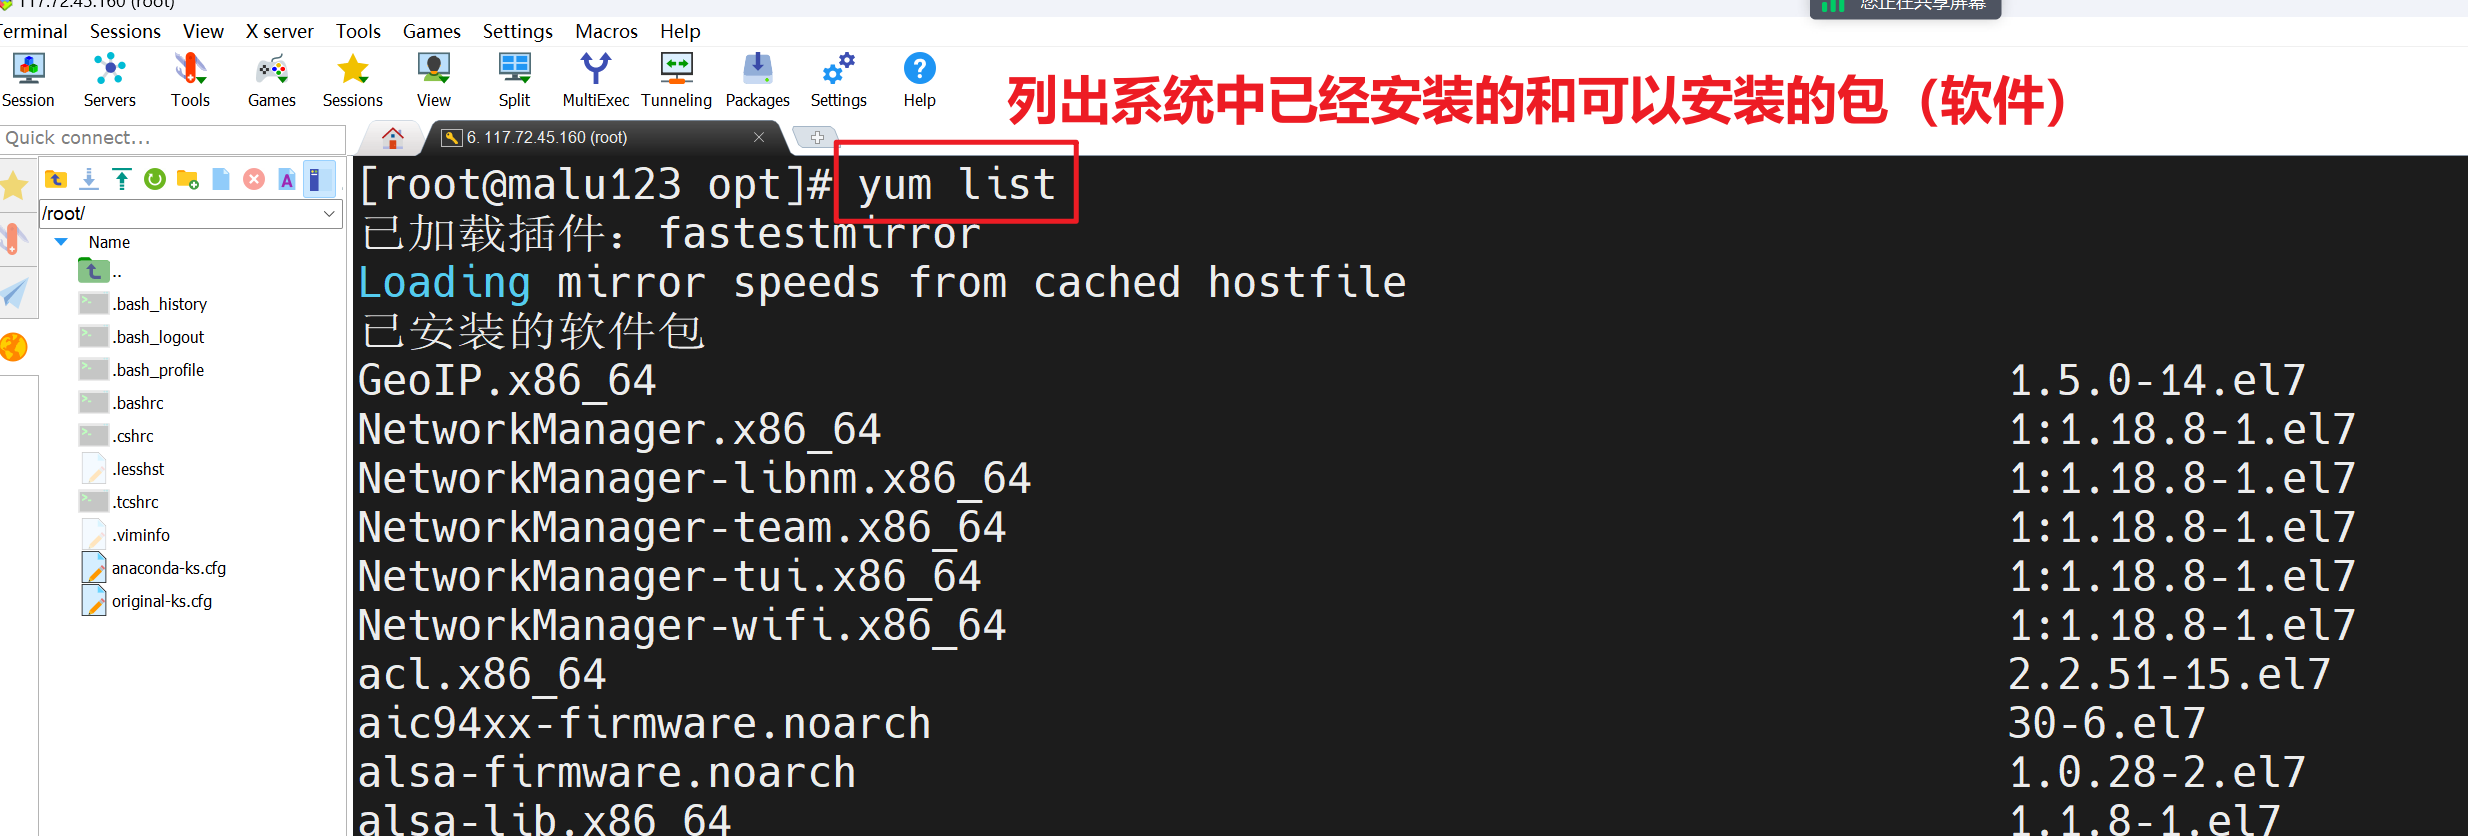 117.72.45.160 (root)
您正在共享屏幕
Terminal Sessions View X server Tools Games Settings Macros Help
Session Servers Tools Games Sessions View Split MultiExec Tunneling Packages Settings Help
列出系统中已经安装的和可以安装的包（软件）
Quick connect...
6. 117.72.45.160 (root)
/root/
Name
..
.bash_history
.bash_logout
.bash_profile
.bashrc
.cshrc
.lesshst
.tcshrc
.viminfo
anaconda-ks.cfg
original-ks.cfg
[root@malu123 opt]# yum list
已加载插件：fastestmirror
Loading mirror speeds from cached hostfile
已安装的软件包
GeoIP.x86_64 1.5.0-14.el7
NetworkManager.x86_64 1:1.18.8-1.el7
NetworkManager-libnm.x86_64 1:1.18.8-1.el7
NetworkManager-team.x86_64 1:1.18.8-1.el7
NetworkManager-tui.x86_64 1:1.18.8-1.el7
NetworkManager-wifi.x86_64 1:1.18.8-1.el7
acl.x86_64 2.2.51-15.el7
aic94xx-firmware.noarch 30-6.el7
alsa-firmware.noarch 1.0.28-2.el7
alsa-lib.x86_64 1.1.8-1.el7